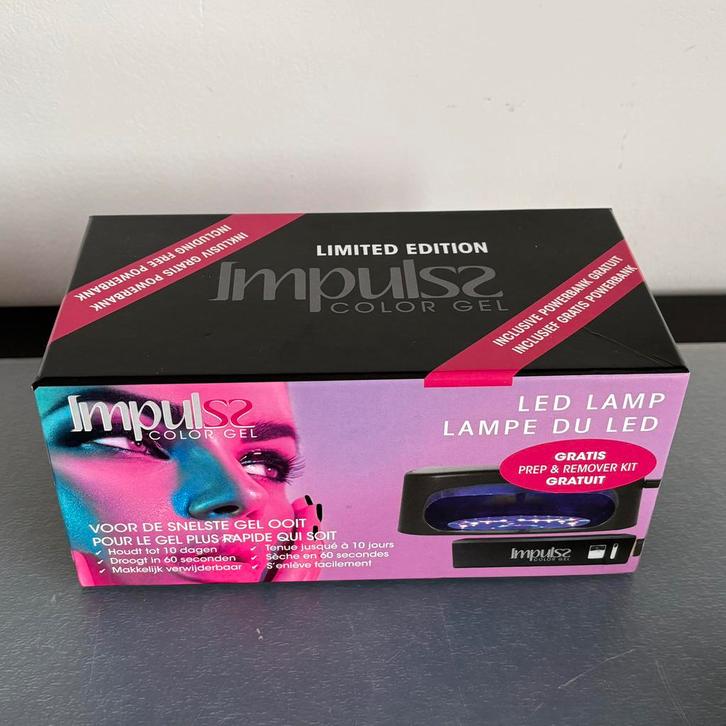 INKLUSIV GRATIS POWERBANK
INCLUDING FREE POWERBANK
LIMITED EDITION
Impulss
COLOR GEL
INCLUSIVE POWERBANK GRATUIT
INCLUSIEF GRATIS POWERBANK
Impulss
COLOR GEL
LED LAMP
LAMPE DU LED
GRATIS
PREP & REMOVER KIT
GRATUIT
VOOR DE SNELSTE GEL OOIT
POUR LE GEL PLUS RAPIDE QUI SOIT
✓ Houdt tot 10 dagen
✓ Droogt in 60 seconden
✓ Makkelijk verwijderbaar
✓ Tenue jusqué à 10 jours
✓ Sèche en 60 secondes
✓ S'enlève facilement
Impulss
COLOR GEL